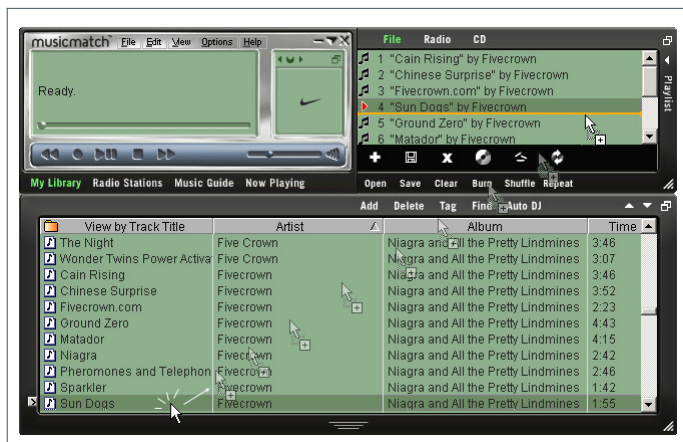 musicmatch® File Edit View Options Help
Ready.
My Library Radio Stations Music Guide Now Playing
File Radio CD
1 "Cain Rising" by Fivecrown
2 "Chinese Surprise" by Fivecrown
3 "Fivecrown.com" by Fivecrown
4 "Sun Dogs" by Fivecrown
5 "Ground Zero" by Fivecrown
6 "Matador" by Fivecrown
Playlist
Open Save Clear Burn Shuffle Repeat
Add Delete Tag Find Auto DJ
View by Track Title Artist Album Time
The Night Five Crown Niagra and All the Pretty Lindmines 3:46
Wonder Twins Power Activa Five Crown Niagra and All the Pretty Lindmines 3:07
Cain Rising Fivecrown Niagra and All the Pretty Lindmines 3:46
Chinese Surprise Fivecrown Niagra and All the Pretty Lindmines 3:52
Fivecrown.com Fivecrown Niagra and All the Pretty Lindmines 2:23
Ground Zero Fivecrown Niagra and All the Pretty Lindmines 4:43
Matador Fivecrown Niagra and All the Pretty Lindmines 4:15
Niagra Fivecrown Niagra and All the Pretty Lindmines 2:42
Pheromones and Telephon Fivecrown Niagra and All the Pretty Lindmines 2:46
Sparkler Fivecrown Niagra and All the Pretty Lindmines 1:42
Sun Dogs Fivecrown Niagra and All the Pretty Lindmines 1:55